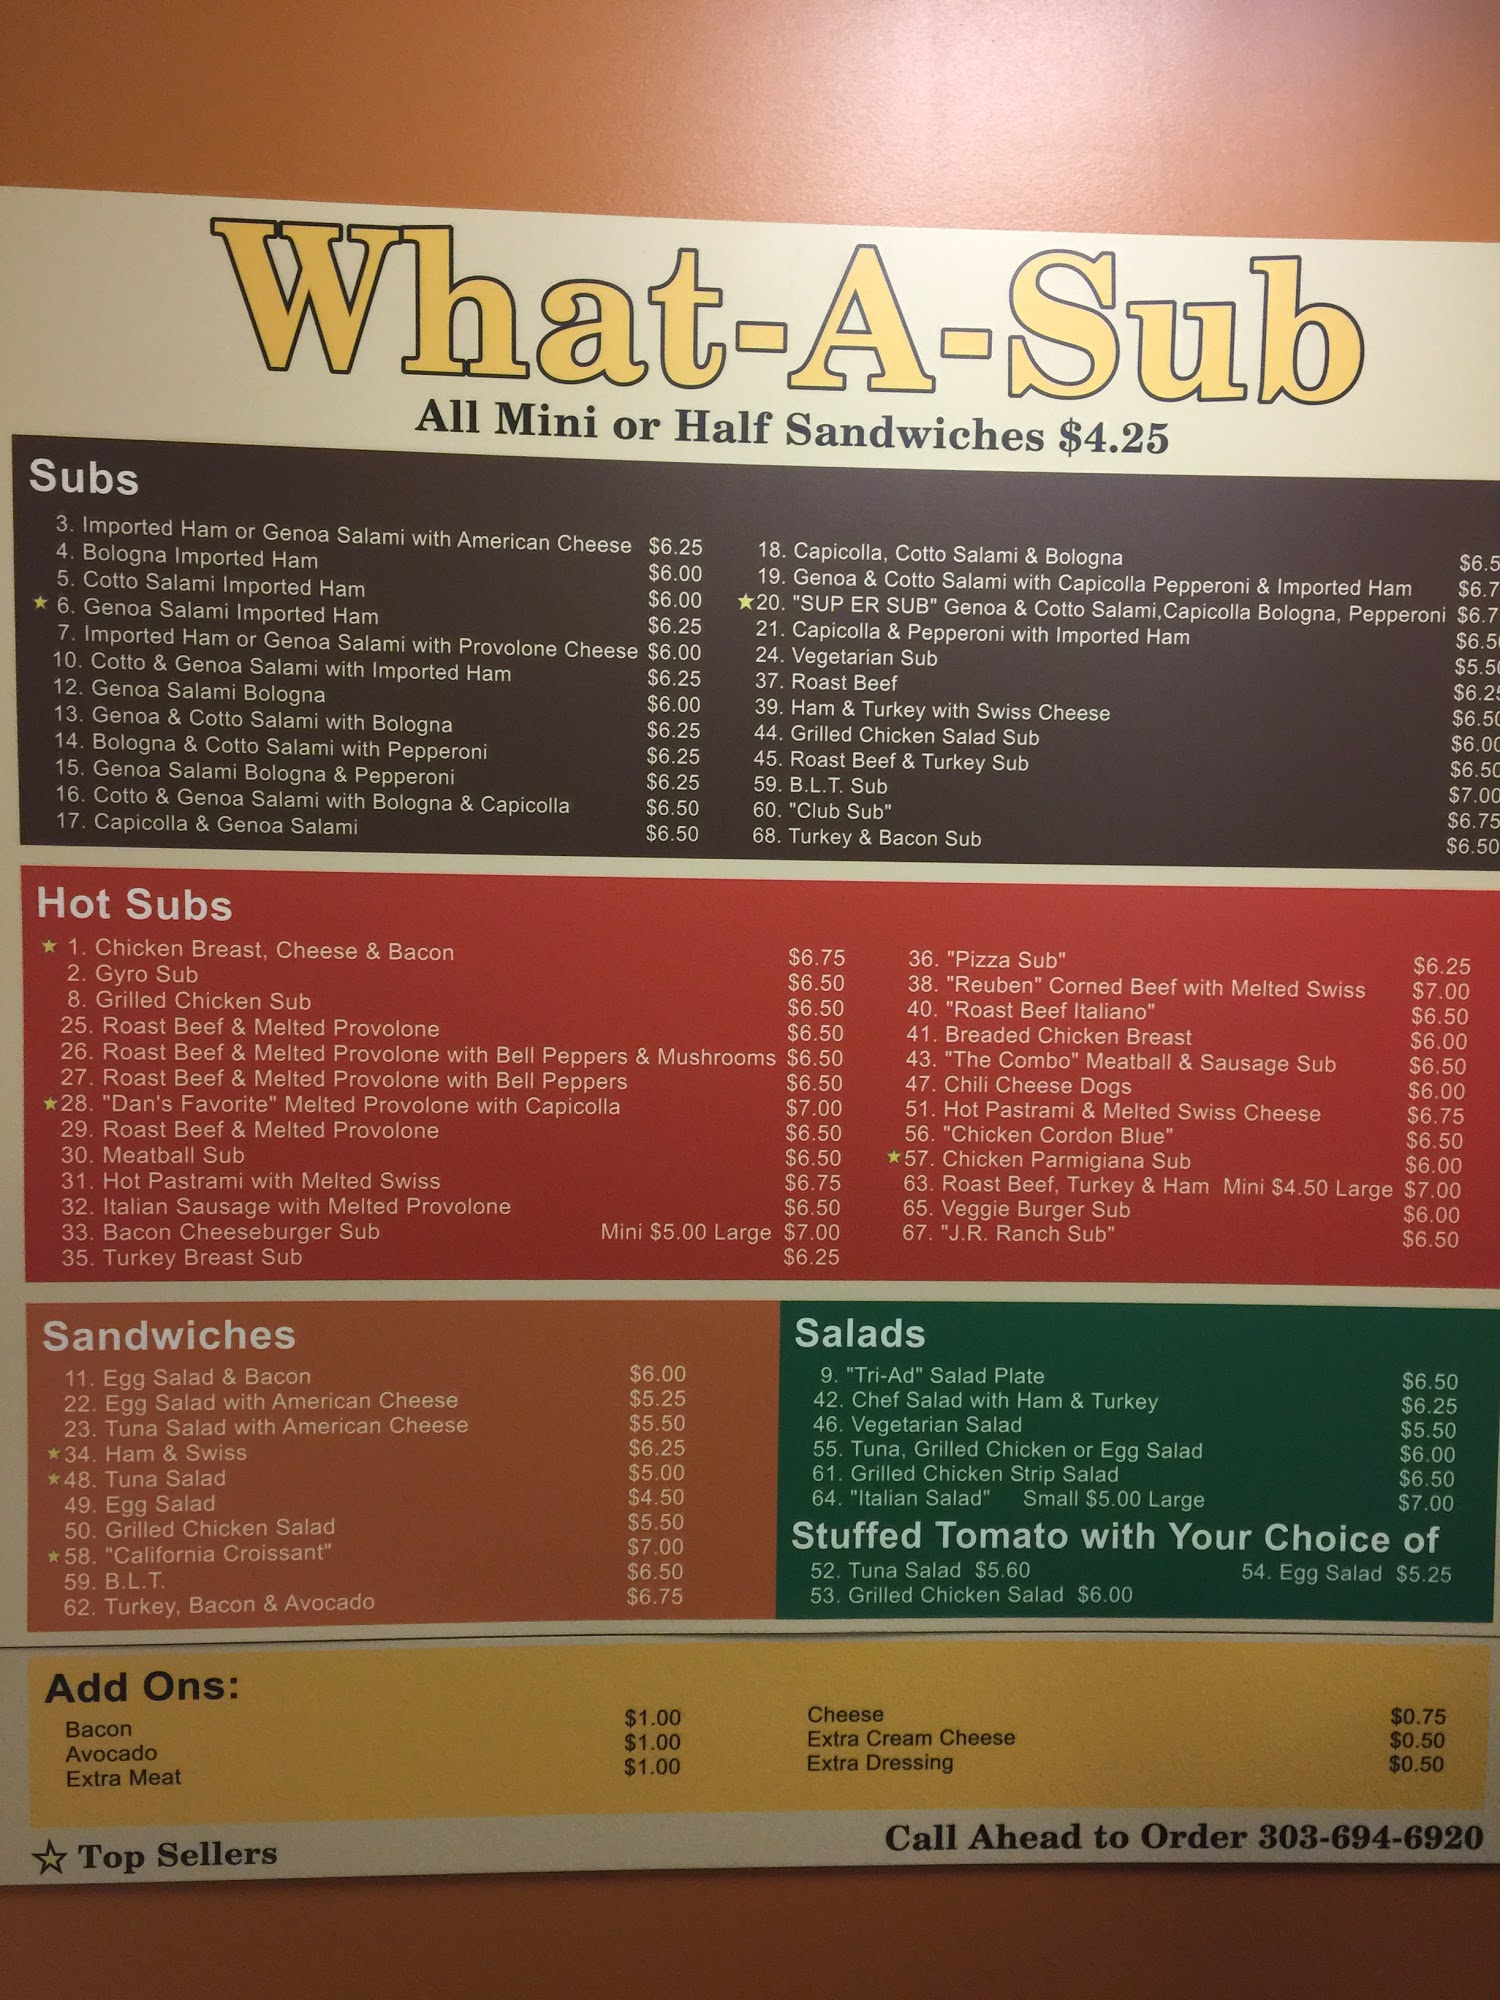 What-A-Sub
All Mini or Half Sandwiches $4.25
Subs
3. Imported Ham or Genoa Salami with American Cheese $6.25
4. Bologna Imported Ham $6.00
5. Cotto Salami Imported Ham $6.00
6. Genoa Salami Imported Ham $6.25
7. Imported Ham or Genoa Salami with Provolone Cheese $6.00
10. Cotto & Genoa Salami with Imported Ham $6.25
12. Genoa Salami Bologna $6.00
13. Genoa & Cotto Salami with Bologna $6.25
14. Bologna & Cotto Salami with Pepperoni $6.25
15. Genoa Salami Bologna & Pepperoni $6.25
16. Cotto & Genoa Salami with Bologna & Capicolla $6.50
17. Capicolla & Genoa Salami $6.50
18. Capicolla, Cotto Salami & Bologna $6.5
19. Genoa & Cotto Salami with Capicolla Pepperoni & Imported Ham $6.7
20. "SUP ER SUB" Genoa & Cotto Salami,Capicolla Bologna, Pepperoni $6.7
21. Capicolla & Pepperoni with Imported Ham $6.50
24. Vegetarian Sub $5.50
37. Roast Beef $6.25
39. Ham & Turkey with Swiss Cheese $6.50
44. Grilled Chicken Salad Sub $6.00
45. Roast Beef & Turkey Sub $6.50
59. B.L.T. Sub $7.00
60. "Club Sub" $6.75
68. Turkey & Bacon Sub $6.50
Hot Subs
1. Chicken Breast, Cheese & Bacon $6.75
2. Gyro Sub $6.50
8. Grilled Chicken Sub $6.50
25. Roast Beef & Melted Provolone $6.50
26. Roast Beef & Melted Provolone with Bell Peppers & Mushrooms $6.50
27. Roast Beef & Melted Provolone with Bell Peppers $6.50
28. "Dan's Favorite" Melted Provolone with Capicolla $7.00
29. Roast Beef & Melted Provolone $6.50
30. Meatball Sub $6.50
31. Hot Pastrami with Melted Swiss $6.75
32. Italian Sausage with Melted Provolone $6.50
33. Bacon Cheeseburger Sub Mini $5.00 Large $7.00
35. Turkey Breast Sub $6.25
36. "Pizza Sub" $6.25
38. "Reuben" Corned Beef with Melted Swiss $7.00
40. "Roast Beef Italiano" $6.50
41. Breaded Chicken Breast $6.00
43. "The Combo" Meatball & Sausage Sub $6.50
47. Chili Cheese Dogs $6.00
51. Hot Pastrami & Melted Swiss Cheese $6.75
56. "Chicken Cordon Blue" $6.50
57. Chicken Parmigiana Sub $6.00
63. Roast Beef, Turkey & Ham Mini $4.50 Large $7.00
65. Veggie Burger Sub $6.00
67. "J.R. Ranch Sub" $6.50
Sandwiches
11. Egg Salad & Bacon $6.00
22. Egg Salad with American Cheese $5.25
23. Tuna Salad with American Cheese $5.50
34. Ham & Swiss $6.25
48. Tuna Salad $5.00
49. Egg Salad $4.50
50. Grilled Chicken Salad $5.50
58. "California Croissant" $7.00
59. B.L.T. $6.50
62. Turkey, Bacon & Avocado $6.75
Salads
9. "Tri-Ad" Salad Plate $6.50
42. Chef Salad with Ham & Turkey $6.25
46. Vegetarian Salad $5.50
55. Tuna, Grilled Chicken or Egg Salad $6.00
61. Grilled Chicken Strip Salad $6.50
64. "Italian Salad" Small $5.00 Large $7.00
Stuffed Tomato with Your Choice of
52. Tuna Salad $5.60 54. Egg Salad $5.25
53. Grilled Chicken Salad $6.00
Add Ons:
Bacon $1.00
Avocado $1.00
Extra Meat $1.00
Cheese $0.75
Extra Cream Cheese $0.50
Extra Dressing $0.50
Top Sellers
Call Ahead to Order 303-694-6920